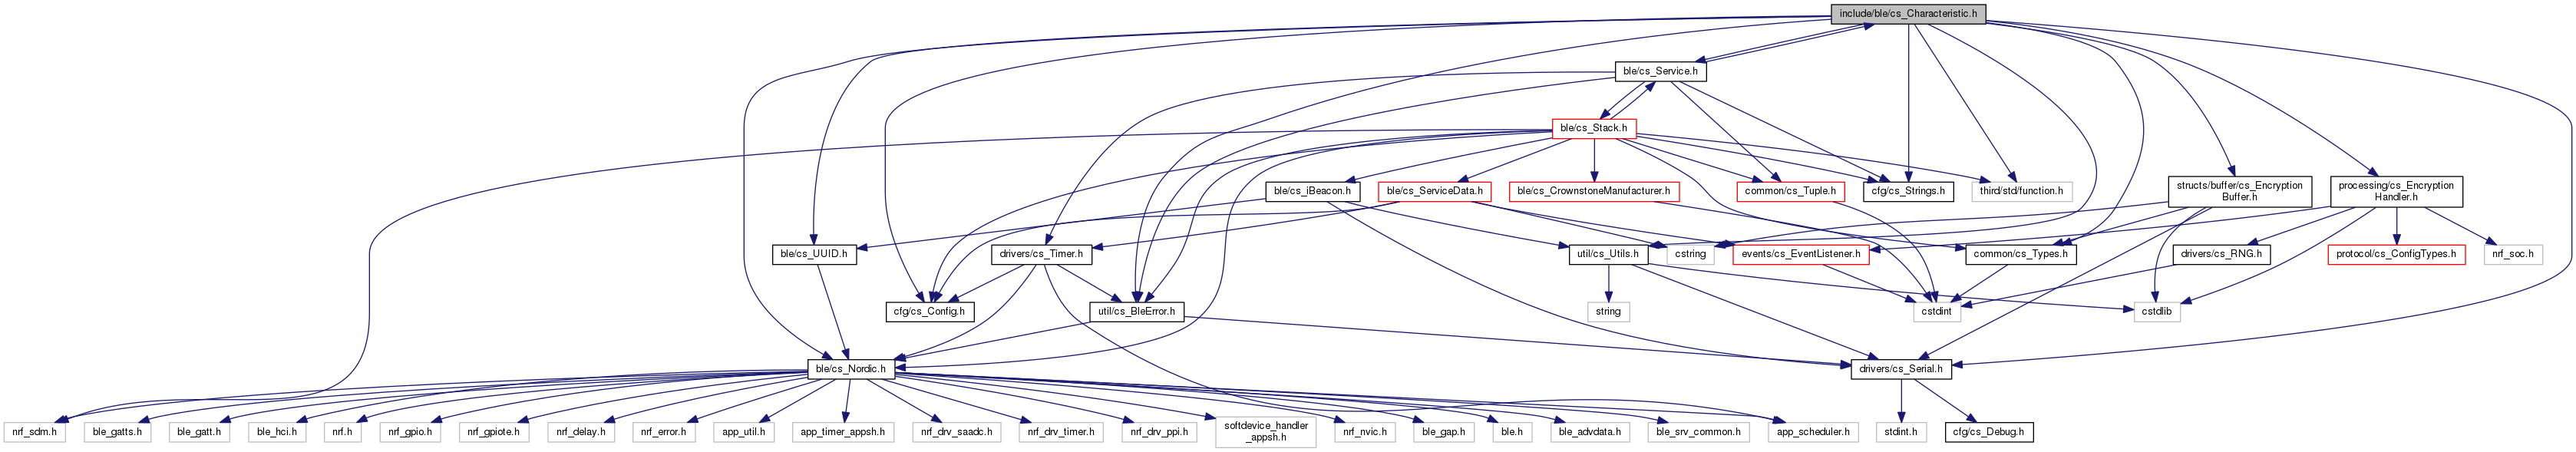 include/ble/cs_Characteristic.h
ble/cs_Service.h
ble/cs_Stack.h
ble/cs_iBeacon.h
ble/cs_ServiceData.h
ble/cs_CrownstoneManufacturer.h
common/cs_Tuple.h
cfg/cs_Strings.h
third/std/function.h
structs/buffer/cs_Encryption
Buffer.h
processing/cs_Encryption
Handler.h
ble/cs_UUID.h
drivers/cs_Timer.h
util/cs_Utils.h
cstring
events/cs_EventListener.h
common/cs_Types.h
drivers/cs_RNG.h
protocol/cs_ConfigTypes.h
nrf_soc.h
cfg/cs_Config.h
util/cs_BleError.h
string
cstdint
cstdlib
ble/cs_Nordic.h
drivers/cs_Serial.h
nrf_sdm.h
ble_gatts.h
ble_gatt.h
ble_hci.h
nrf.h
nrf_gpio.h
nrf_gpiote.h
nrf_delay.h
nrf_error.h
app_util.h
app_timer_appsh.h
nrf_drv_saadc.h
nrf_drv_timer.h
nrf_drv_ppi.h
softdevice_handler
_appsh.h
nrf_nvic.h
ble_gap.h
ble.h
ble_advdata.h
ble_srv_common.h
app_scheduler.h
stdint.h
cfg/cs_Debug.h